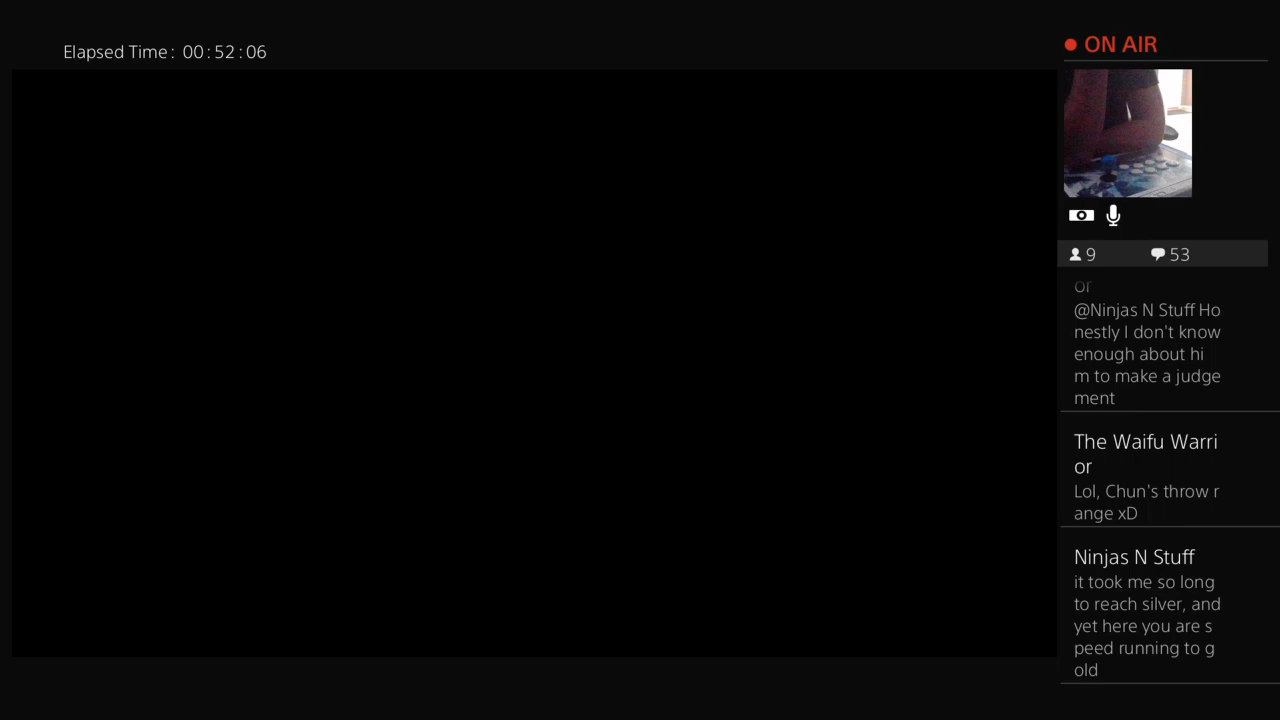 Elapsed Time: 00:52:06
ON AIR
9
53
or
@Ninjas N Stuff Ho
nestly I don't know
enough about hi
m to make a judge
ment
The Waifu Warri
or
Lol, Chun's throw r
ange xD
Ninjas N Stuff
it took me so long
to reach silver, and
yet here you are s
peed running to g
old